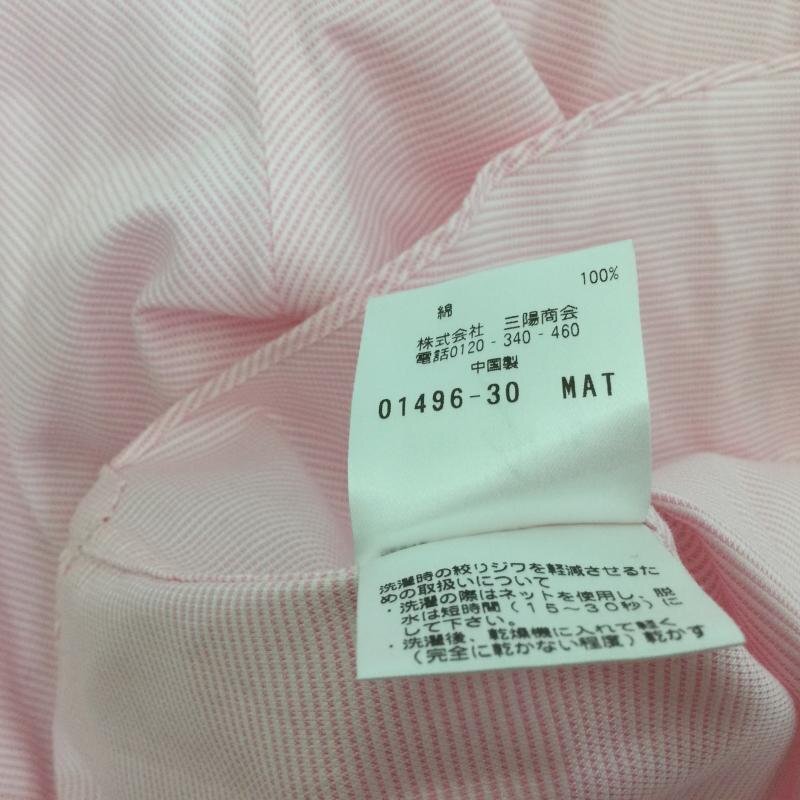 綿 100%
株式会社 三陽商会
電話0120-340-460
中国製
01496-30 MAT
洗濯時の絞りジワを軽減させるた
めの取扱いについて
・洗濯の際はネットを使用し、脱
水は短時間(15～30秒)に
して下さい。
・洗濯後、乾燥機に入れて軽く
(完全に乾かない程度)乾かす